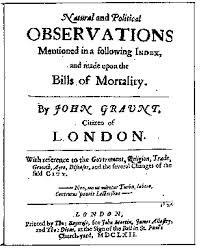 Natural and Political
OBSERVATIONS
Mentioned in a following INDEX,
and made upon the
Bills of Mortality.
By JOHN GRAUNT,
Citizen of
LONDON.
With reference to the Government, Religion, Trade,
Growth, Ayre, Diseases, and the several Changes of the
said CITY.
—— Non, me ut miretur Turba, laboro,
Contentus paucis Lectoribus ——
LONDON,
Printed by Tho: Roycroft, for John Martin, James Allestry,
and Tho: Dicas, at the Sign of the Bell in St. Paul's
Church-yard, MDCLXII.